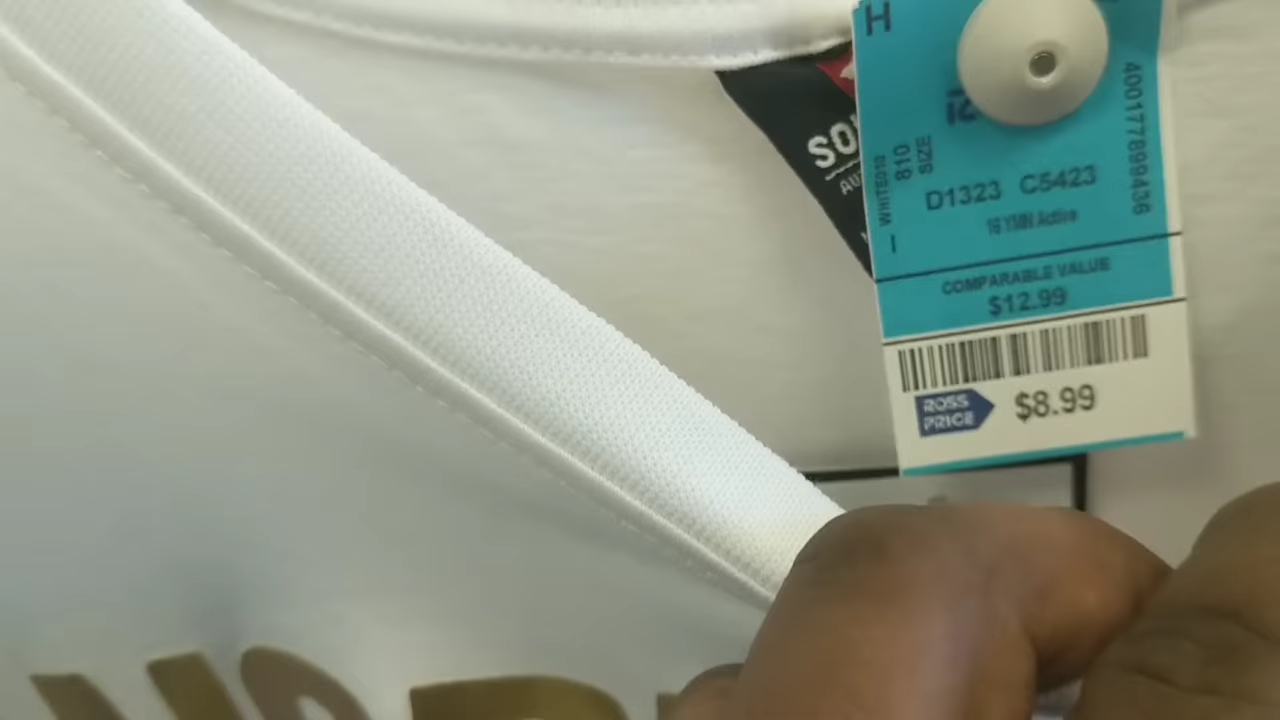 H
400177899436
WHITE010
810
SIZE
D1323 C5423
16 YMN Active
COMPARABLE VALUE
$12.99
ROSS
PRICE
$8.99